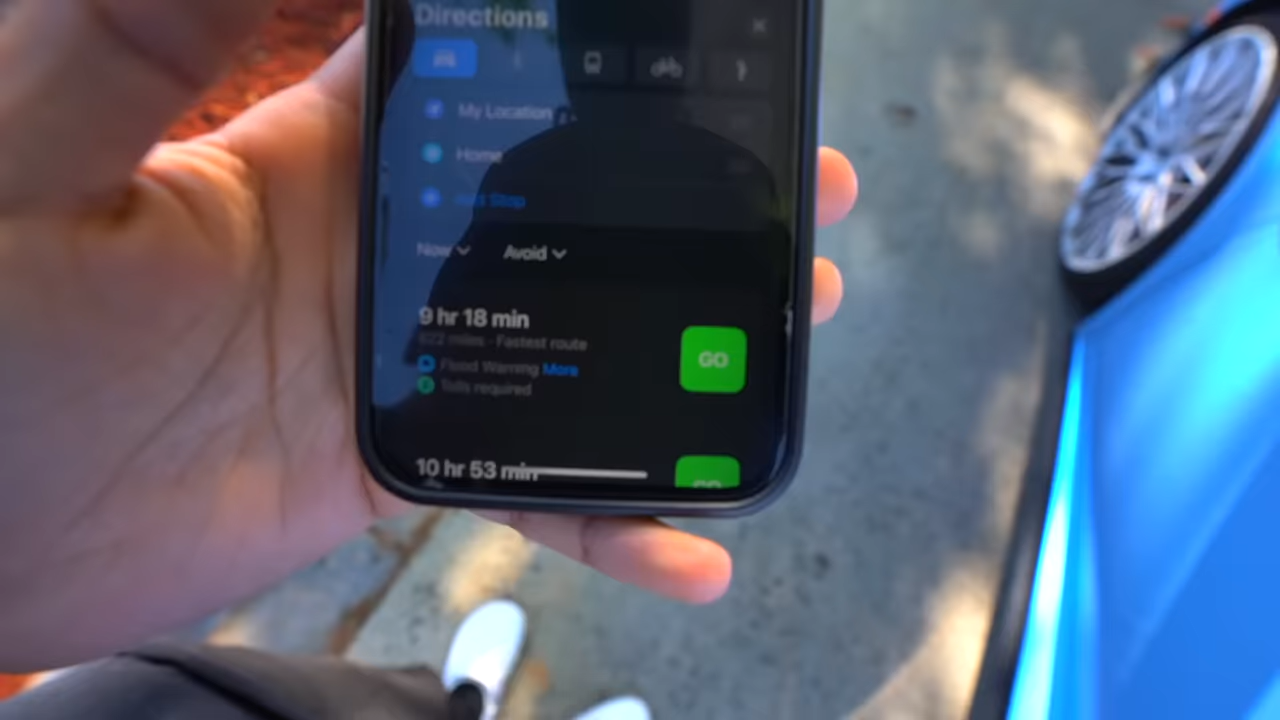 Directions
My Location
Home
Add Stop
Now Avoid
9 hr 18 min
622 miles · Fastest route
Flood Warning More
Tolls required
GO
10 hr 53 min
GO